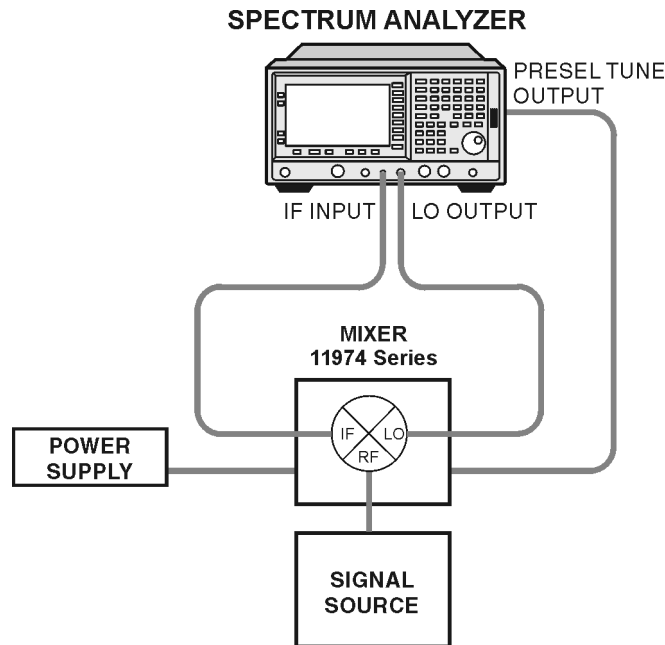 SPECTRUM ANALYZER
PRESEL TUNE
OUTPUT
IF INPUT
LO OUTPUT
MIXER
11974 Series
IF
LO
RF
POWER
SUPPLY
SIGNAL
SOURCE